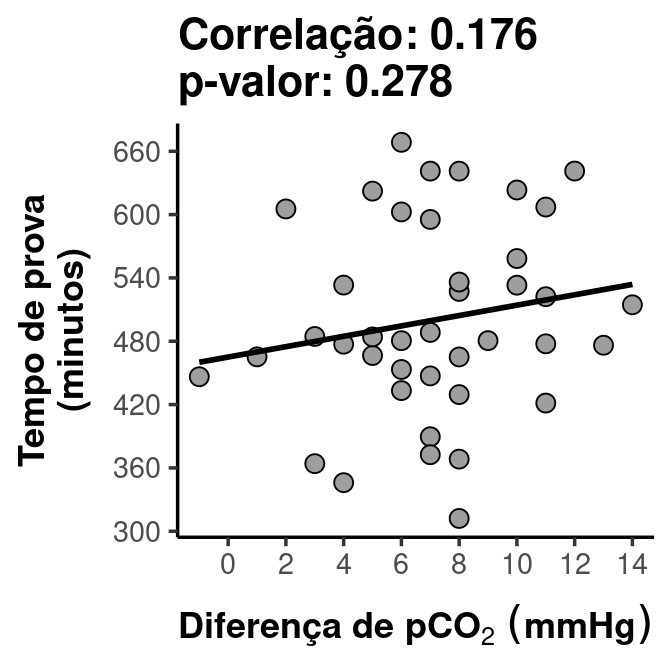 Correlação: 0.176
p-valor: 0.278
Tempo de prova
(minutos)
660
600
540
480
420
360
300
0 2 4 6 8 10 12 14
Diferença de pCO₂ (mmHg)